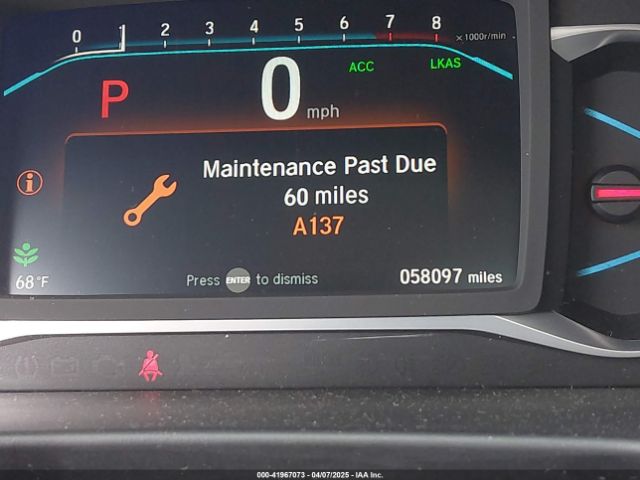 0 1 2 3 4 5 6 7 8 x1000r/min
ACC LKAS
P 0 mph
Maintenance Past Due
60 miles
A137
68°F
Press ENTER to dismiss
058097 miles
000-41967073 - 04/07/2025 - IAA Inc.